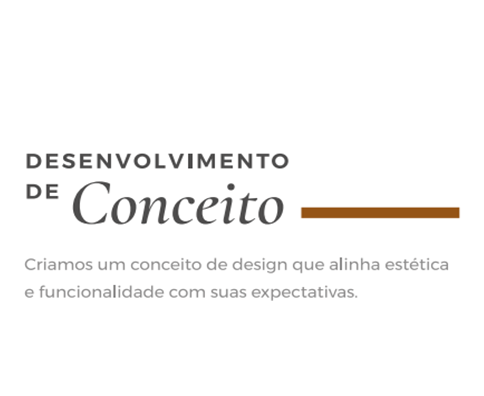 DESENVOLVIMENTO
DE Conceito
Criamos um conceito de design que alinha estética
e funcionalidade com suas expectativas.